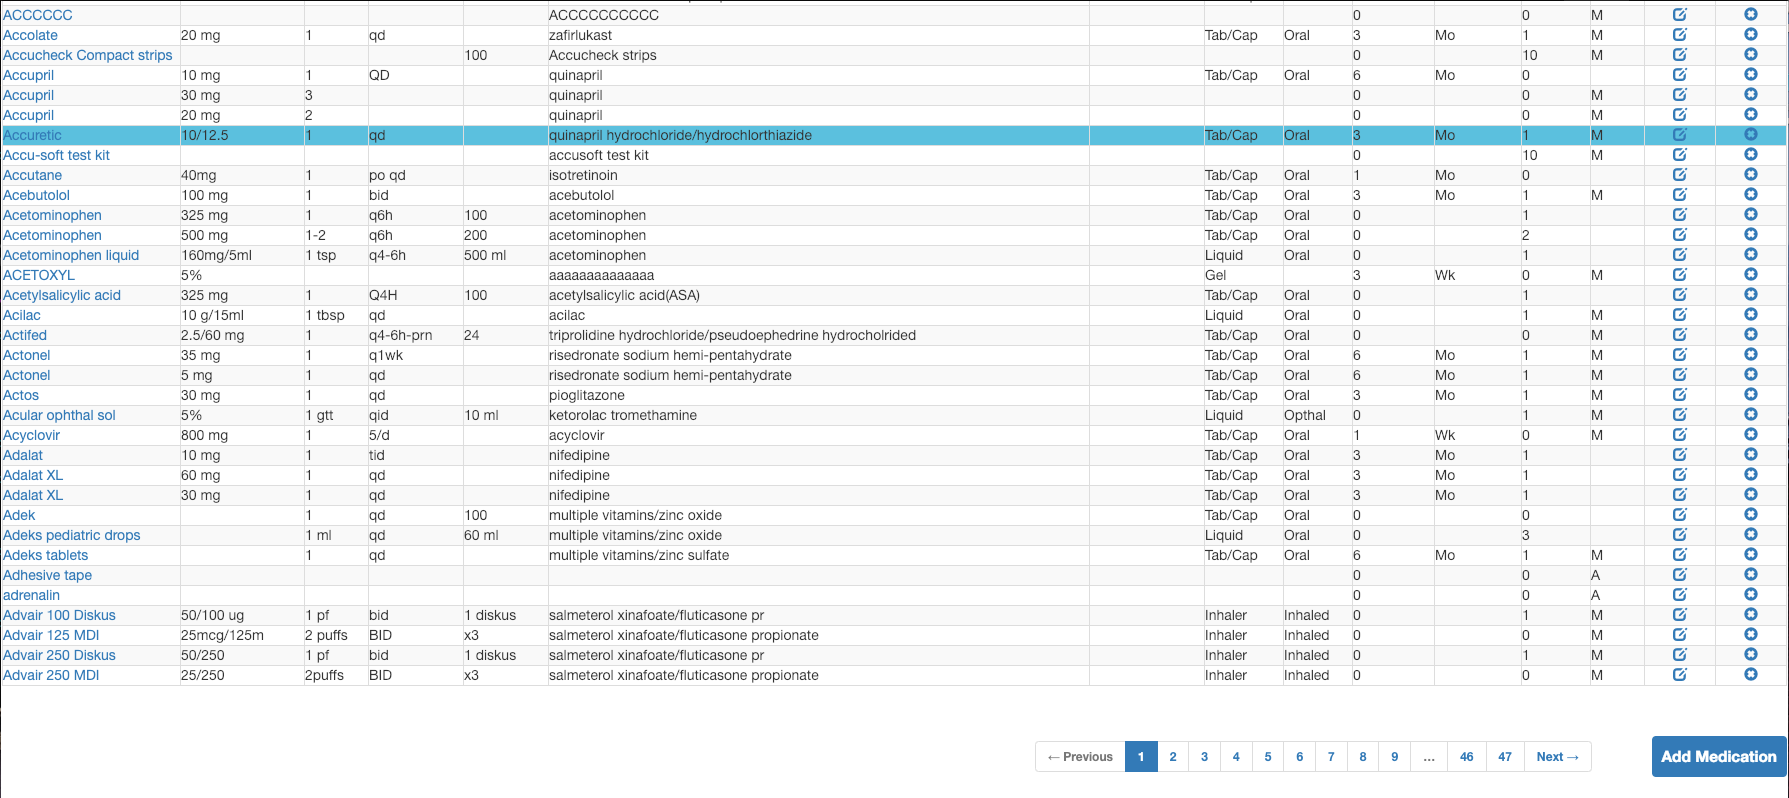 ACCCCCC ACCCCCCCCCC 0 0 M
Accolate 20 mg 1 qd zafirlukast Tab/Cap Oral 3 Mo 1 M
Accucheck Compact strips 100 Accucheck strips 0 10 M
Accupril 10 mg 1 QD quinapril Tab/Cap Oral 6 Mo 0
Accupril 30 mg 3 quinapril 0 0 M
Accupril 20 mg 2 quinapril 0 0 M
Accuretic 10/12.5 1 qd quinapril hydrochloride/hydrochlorthiazide Tab/Cap Oral 3 Mo 1 M
Accu-soft test kit accusoft test kit 0 10 M
Accutane 40mg 1 po qd isotretinoin Tab/Cap Oral 1 Mo 0
Acebutolol 100 mg 1 bid acebutolol Tab/Cap Oral 3 Mo 1 M
Acetominophen 325 mg 1 q6h 100 acetominophen Tab/Cap Oral 0 1
Acetominophen 500 mg 1-2 q6h 200 acetominophen Tab/Cap Oral 0 2
Acetominophen liquid 160mg/5ml 1 tsp q4-6h 500 ml acetominophen Liquid Oral 0 1
ACETOXYL 5% aaaaaaaaaaaaaa Gel 3 Wk 0 M
Acetylsalicylic acid 325 mg 1 Q4H 100 acetylsalicylic acid(ASA) Tab/Cap Oral 0 1
Acilac 10 g/15ml 1 tbsp qd acilac Liquid Oral 0 1 M
Actifed 2.5/60 mg 1 q4-6h-prn 24 triprolidine hydrochloride/pseudoephedrine hydrocholrided Tab/Cap Oral 0 0 M
Actonel 35 mg 1 q1wk risedronate sodium hemi-pentahydrate Tab/Cap Oral 6 Mo 1 M
Actonel 5 mg 1 qd risedronate sodium hemi-pentahydrate Tab/Cap Oral 6 Mo 1 M
Actos 30 mg 1 qd pioglitazone Tab/Cap Oral 3 Mo 1 M
Acular ophthal sol 5% 1 gtt qid 10 ml ketorolac tromethamine Liquid Opthal 0 1 M
Acyclovir 800 mg 1 5/d acyclovir Tab/Cap Oral 1 Wk 0 M
Adalat 10 mg 1 tid nifedipine Tab/Cap Oral 3 Mo 1
Adalat XL 60 mg 1 qd nifedipine Tab/Cap Oral 3 Mo 1
Adalat XL 30 mg 1 qd nifedipine Tab/Cap Oral 3 Mo 1
Adek 1 qd 100 multiple vitamins/zinc oxide Tab/Cap Oral 0 0
Adeks pediatric drops 1 ml qd 60 ml multiple vitamins/zinc oxide Liquid Oral 0 3
Adeks tablets 1 qd multiple vitamins/zinc sulfate Tab/Cap Oral 6 Mo 1 M
Adhesive tape 0 0 A
adrenalin 0 0 A
Advair 100 Diskus 50/100 ug 1 pf bid 1 diskus salmeterol xinafoate/fluticasone pr Inhaler Inhaled 0 1 M
Advair 125 MDI 25mcg/125m 2 puffs BID x3 salmeterol xinafoate/fluticasone propionate Inhaler Inhaled 0 0 M
Advair 250 Diskus 50/250 1 pf bid 1 diskus salmeterol xinafoate/fluticasone pr Inhaler Inhaled 0 1 M
Advair 250 MDI 25/250 2puffs BID x3 salmeterol xinafoate/fluticasone propionate Inhaler Inhaled 0 0 M
← Previous 1 2 3 4 5 6 7 8 9 ... 46 47 Next → Add Medication